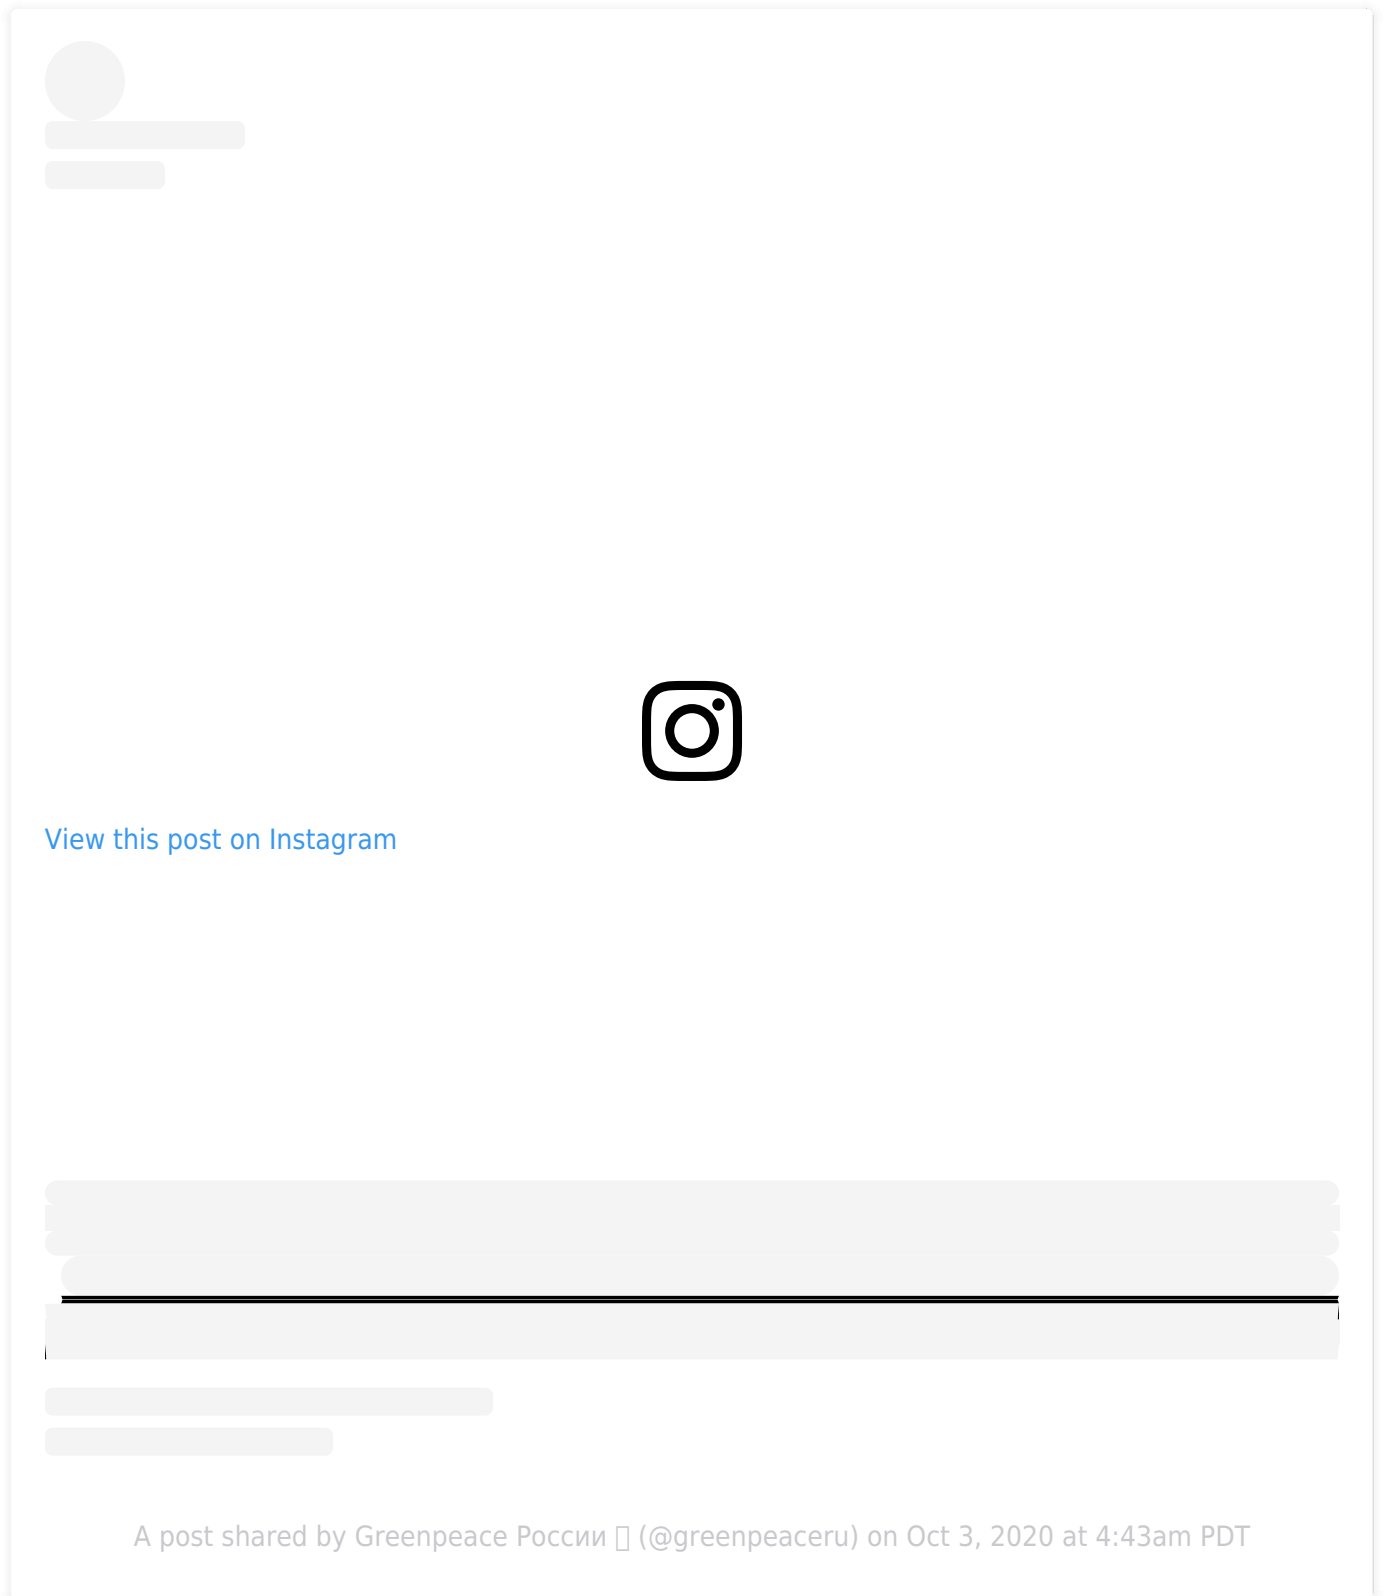 View this post on Instagram
A post shared by Greenpeace России (@greenpeaceru) on Oct 3, 2020 at 4:43am PDT